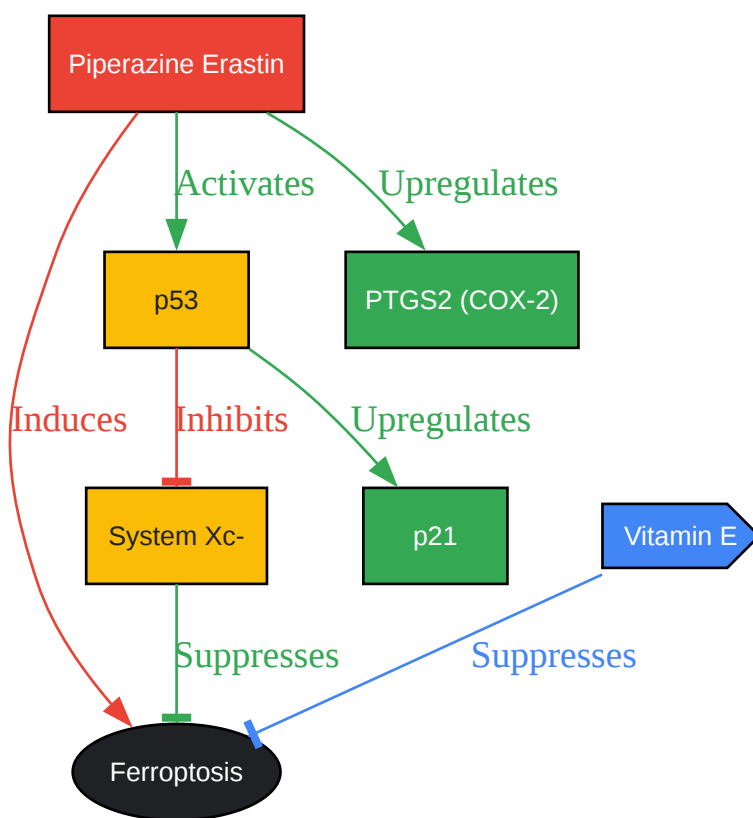 Piperazine Erastin
Activates
Upregulates
p53
PTGS2 (COX-2)
Induces
Inhibits
Upregulates
System Xc-
p21
Vitamin E
Suppresses
Suppresses
Ferroptosis